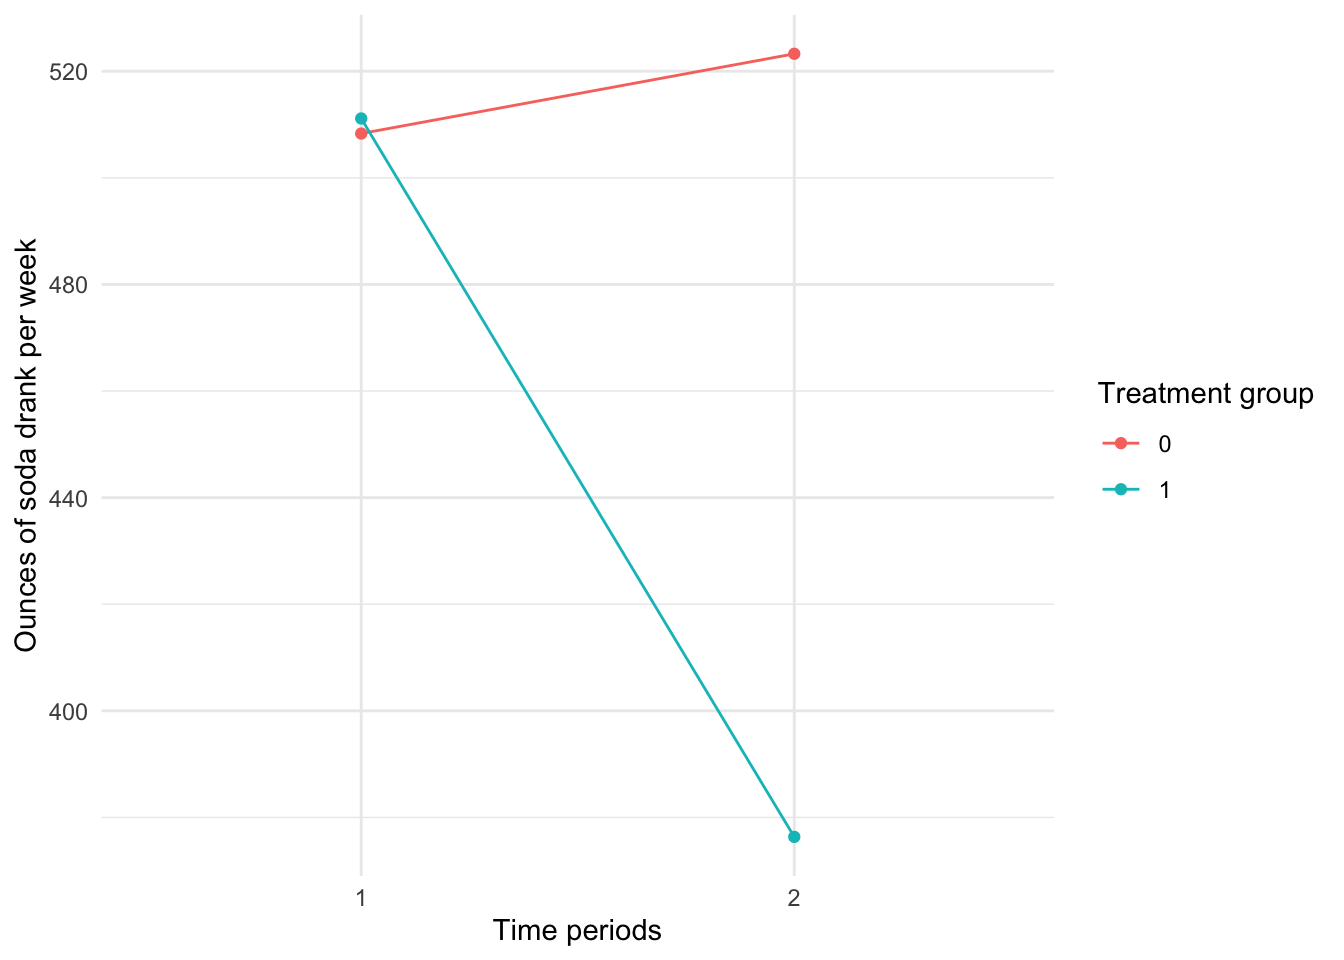 520
480
440
400
Ounces of soda drank per week
1
2
Time periods
Treatment group
0
1